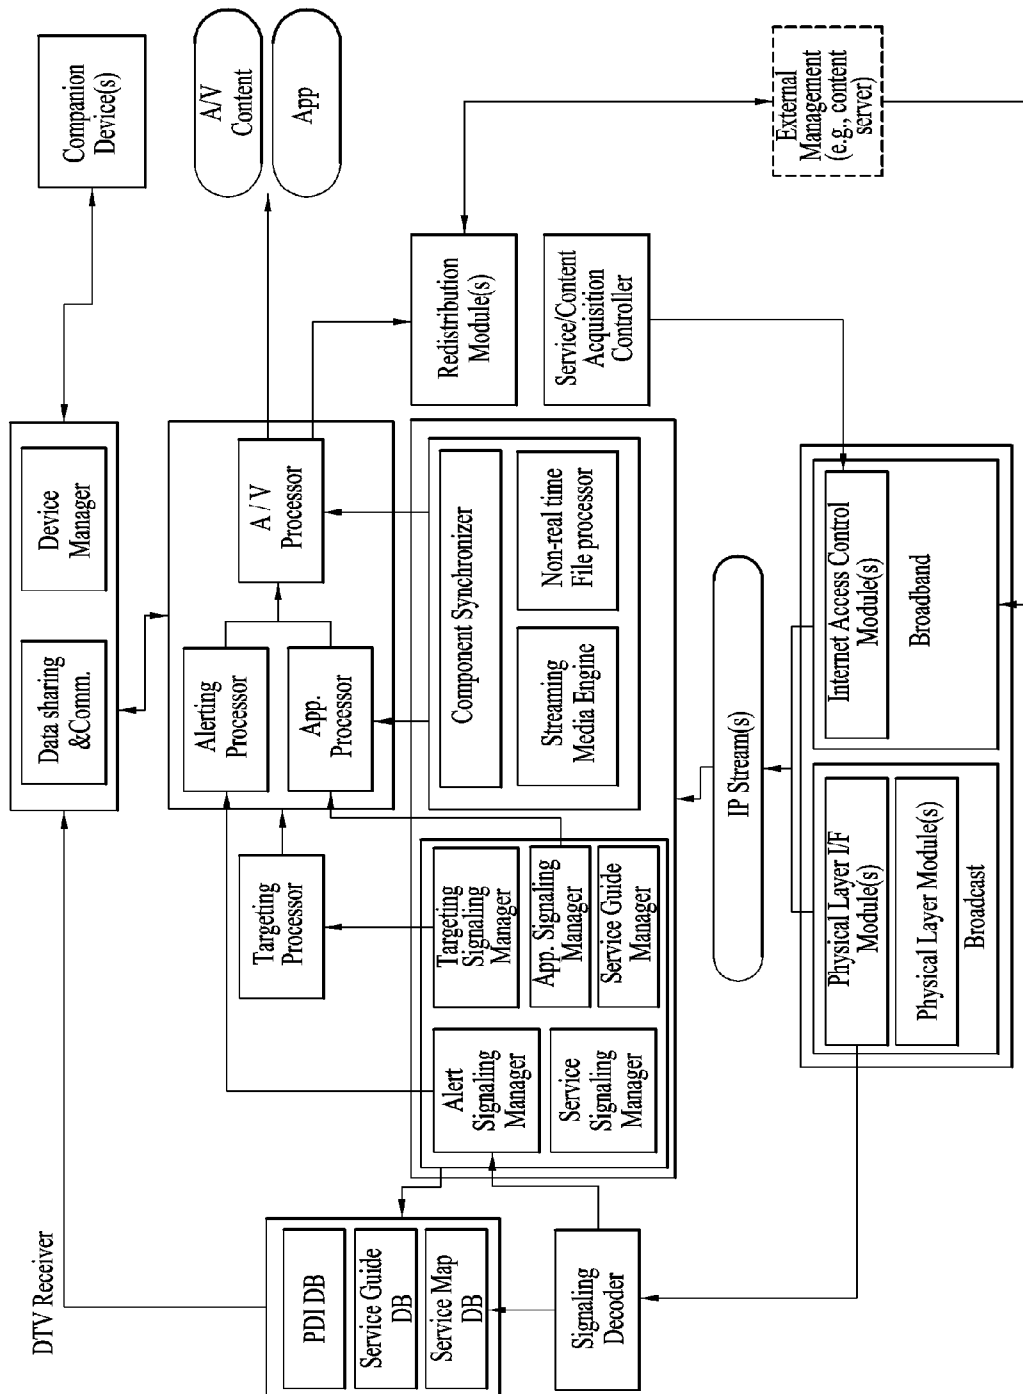 DTV Receiver
PDI DB
Service Guide
DB
Service Map
DB
Signaling
Decoder
Data sharing
&Comm.
Device
Manager
Companion
Device(s)
Targeting
Processor
Alerting
Processor
App.
Processor
A / V
Processor
A/V
Content
App
Alert
Signaling
Manager
Service
Signaling
Manager
Targeting
Signaling
Manager
App. Signaling
Manager
Service Guide
Manager
Component Synchronizer
Streaming
Media Engine
Non-real time
File processor
Redistribution
Module(s)
Service/Content
Acquisition
Controller
IP Stream(s)
Physical Layer I/F
Module(s)
Physical Layer Module(s)
Broadcast
Internet Access Control
Module(s)
Broadband
External
Management
(e.g., content
server)